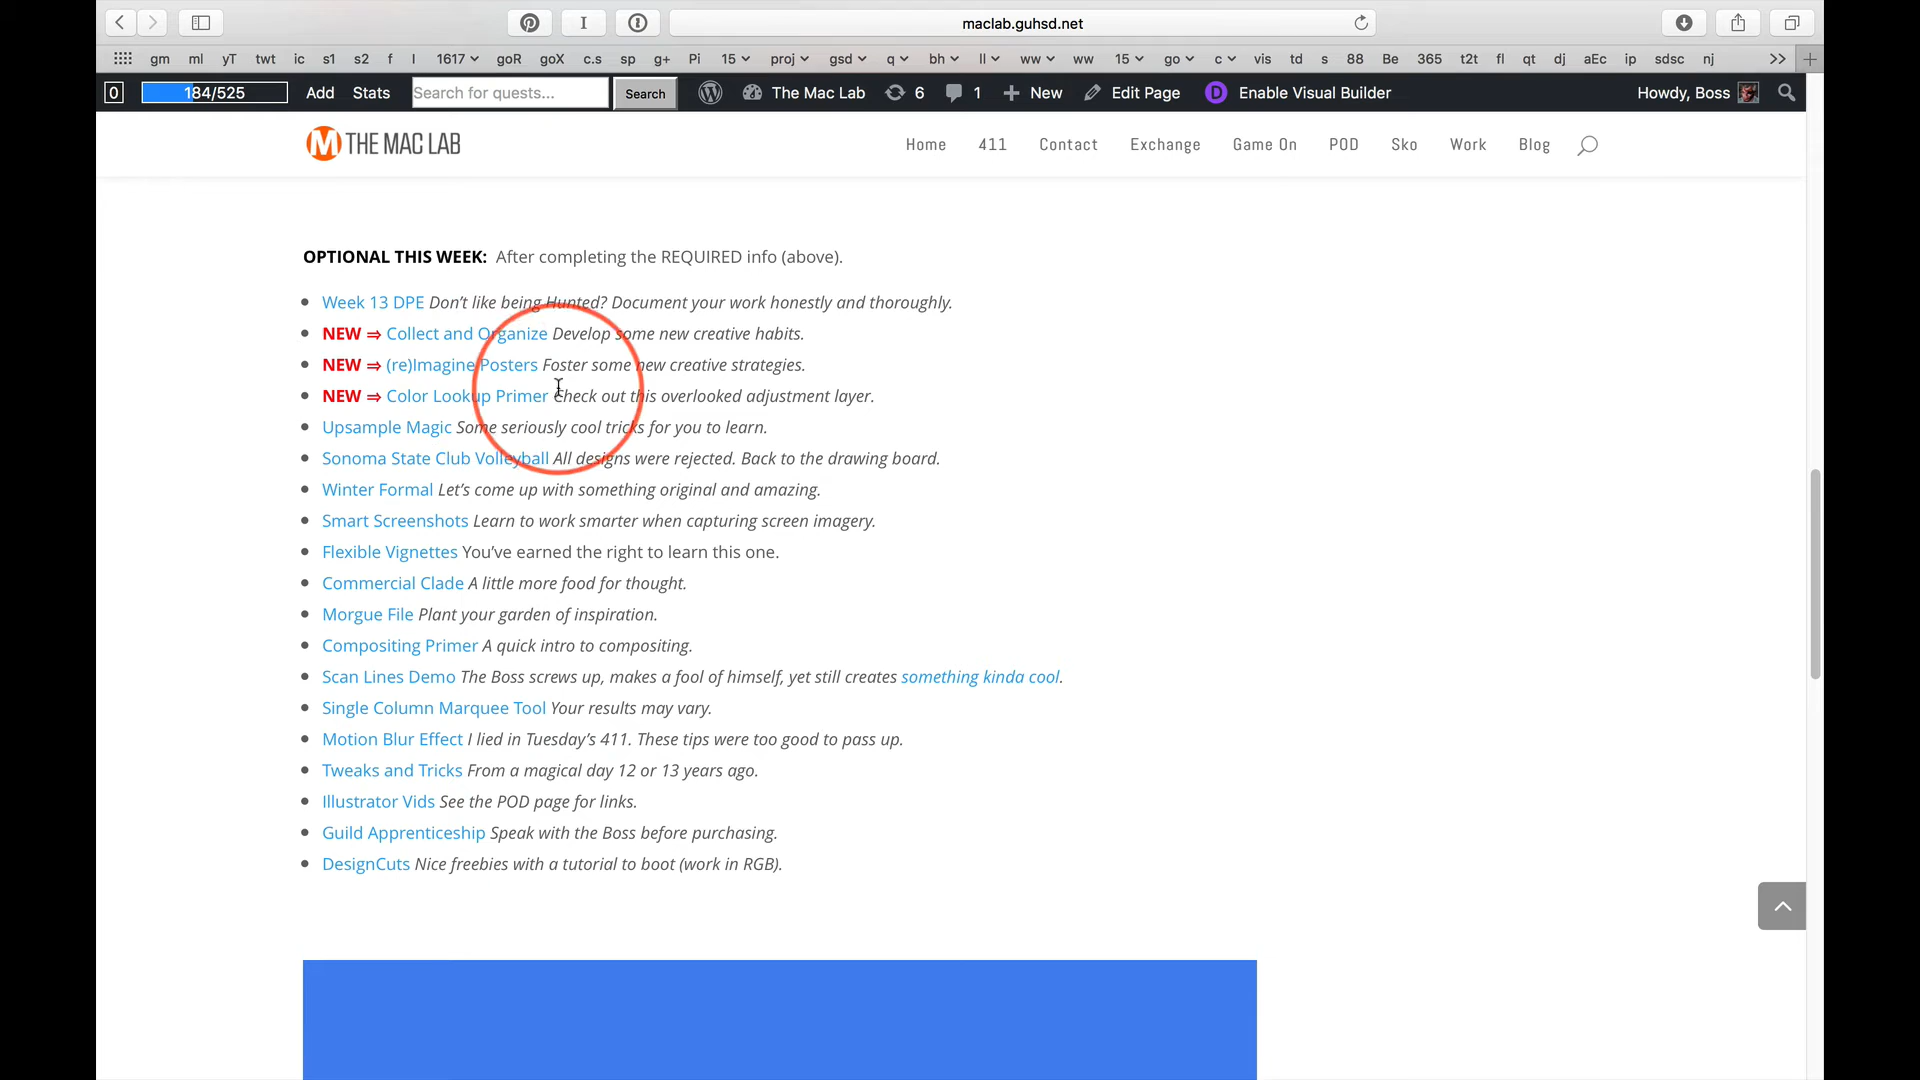 maclab.guhsd.net
gm ml yT twt ic s1 s2 f I 1617 goR goX c.s sp g+ Pi 15 proj gsd q bh ll ww ww 15 go c vis td s 88 Be 365 t2t fl qt dj aEc ip sdsc nj
0 184/525 Add Stats Search for quests... Search The Mac Lab 6 1 New Edit Page D Enable Visual Builder Howdy, Boss
M THE MAC LAB Home 411 Contact Exchange Game On POD Sko Work Blog
OPTIONAL THIS WEEK: After completing the REQUIRED info (above).
Week 13 DPE Don't like being Hunted? Document your work honestly and thoroughly.
NEW ⇒ Collect and Organize Develop some new creative habits.
NEW ⇒ (re)Imagine Posters Foster some new creative strategies.
NEW ⇒ Color Lookup Primer Check out this overlooked adjustment layer.
Upsample Magic Some seriously cool tricks for you to learn.
Sonoma State Club Volleyball All designs were rejected. Back to the drawing board.
Winter Formal Let's come up with something original and amazing.
Smart Screenshots Learn to work smarter when capturing screen imagery.
Flexible Vignettes You've earned the right to learn this one.
Commercial Clade A little more food for thought.
Morgue File Plant your garden of inspiration.
Compositing Primer A quick intro to compositing.
Scan Lines Demo The Boss screws up, makes a fool of himself, yet still creates something kinda cool.
Single Column Marquee Tool Your results may vary.
Motion Blur Effect I lied in Tuesday's 411. These tips were too good to pass up.
Tweaks and Tricks From a magical day 12 or 13 years ago.
Illustrator Vids See the POD page for links.
Guild Apprenticeship Speak with the Boss before purchasing.
DesignCuts Nice freebies with a tutorial to boot (work in RGB).